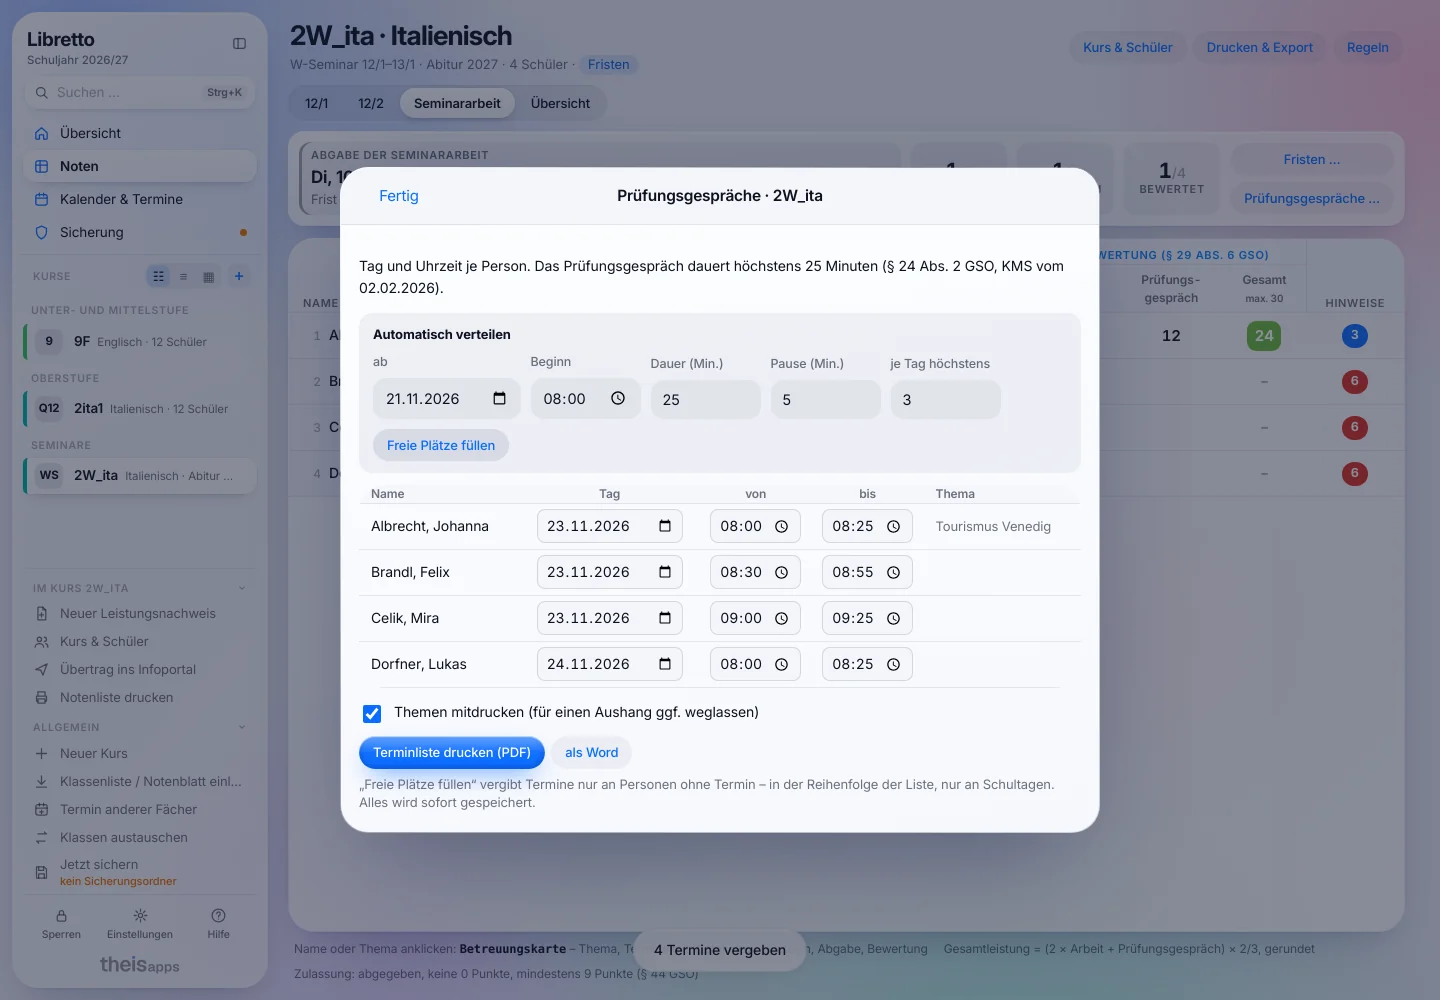 Libretto
Schuljahr 2026/27
Suchen ...
Strg+K
Übersicht
Noten
Kalender & Termine
Sicherung
KURSE
UNTER- UND MITTELSTUFE
9 9F Englisch · 12 Schüler
OBERSTUFE
Q12 2ita1 Italienisch · 12 Schüler
SEMINARE
WS 2W_ita Italienisch · Abitur ...
IM KURS 2W_ITA
Neuer Leistungsnachweis
Kurs & Schüler
Übertrag ins Infoportal
Notenliste drucken
ALLGEMEIN
Neuer Kurs
Klassenliste / Notenblatt einl...
Termin anderer Fächer
Klassen austauschen
Jetzt sichern
kein Sicherungsordner
Sperren Einstellungen Hilfe
theisapps
2W_ita · Italienisch
W-Seminar 12/1–13/1 · Abitur 2027 · 4 Schüler · Fristen
Kurs & Schüler Drucken & Export Regeln
12/1 12/2 Seminararbeit Übersicht
ABGABE DER SEMINARARBEIT
Di, 10
Frist
1/4
BEWERTET
Fristen ...
Prüfungsgespräche ...
WERTUNG (§ 29 ABS. 6 GSO)
NAME
Prüfungs-
gespräch
Gesamt
max. 30
HINWEISE
1 12 24 3
2 – 6
3 – 6
4 – 6
Fertig
Prüfungsgespräche · 2W_ita
Tag und Uhrzeit je Person. Das Prüfungsgespräch dauert höchstens 25 Minuten (§ 24 Abs. 2 GSO, KMS vom
02.02.2026).
Automatisch verteilen
ab Beginn Dauer (Min.) Pause (Min.) je Tag höchstens
21.11.2026 08:00 25 5 3
Freie Plätze füllen
Name Tag von bis Thema
Albrecht, Johanna 23.11.2026 08:00 08:25 Tourismus Venedig
Brandl, Felix 23.11.2026 08:30 08:55
Celik, Mira 23.11.2026 09:00 09:25
Dorfner, Lukas 24.11.2026 08:00 08:25
Themen mitdrucken (für einen Aushang ggf. weglassen)
Terminliste drucken (PDF) als Word
„Freie Plätze füllen“ vergibt Termine nur an Personen ohne Termin – in der Reihenfolge der Liste, nur an Schultagen.
Alles wird sofort gespeichert.
4 Termine vergeben
Name oder Thema anklicken: Betreuungskarte – Thema, Abgabe, Bewertung Gesamtleistung = (2 × Arbeit + Prüfungsgespräch) × 2/3, gerundet
Zulassung: abgegeben, keine 0 Punkte, mindestens 9 Punkte (§ 44 GSO)